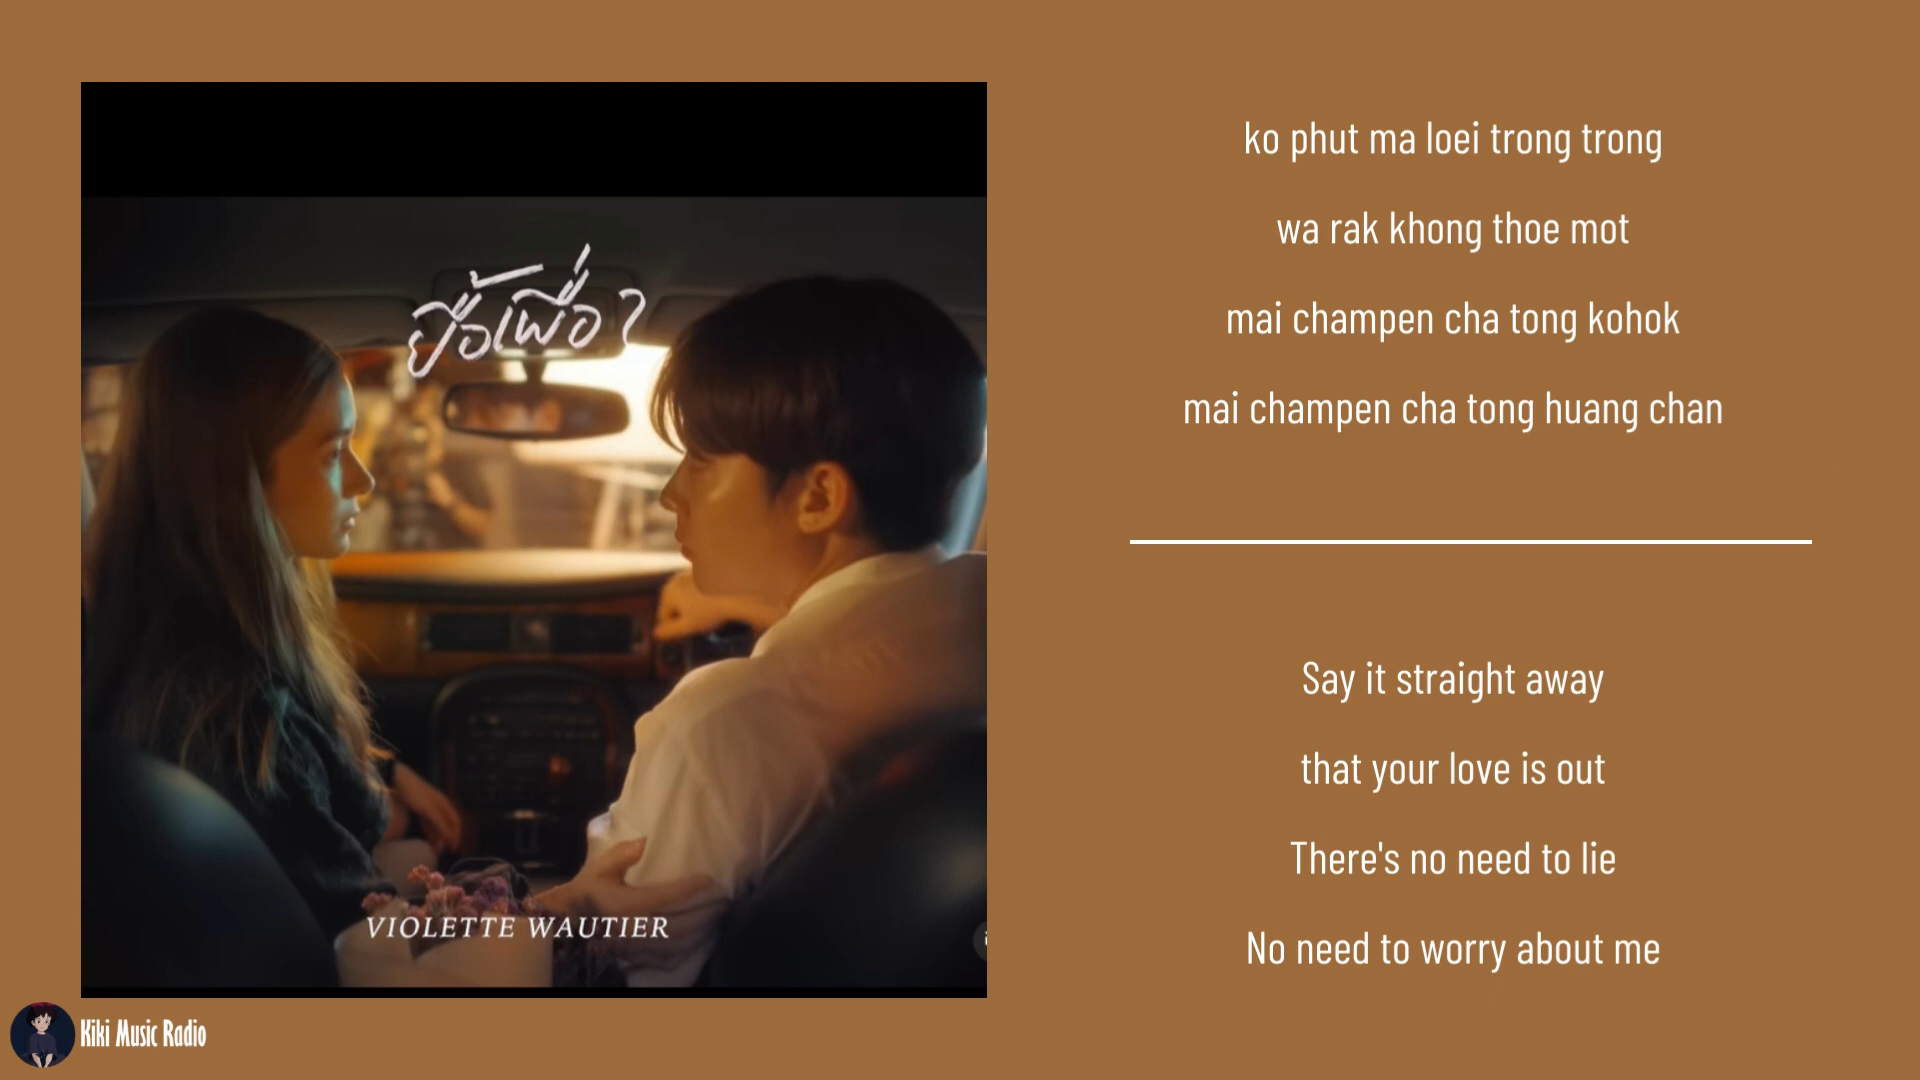 ยื้อเผื่อ?
VIOLETTE WAUTIER
ko phut ma loei trong trong
wa rak khong thoe mot
mai champen cha tong kohok
mai champen cha tong huang chan
Say it straight away
that your love is out
There's no need to lie
No need to worry about me
Kiki Music Radio